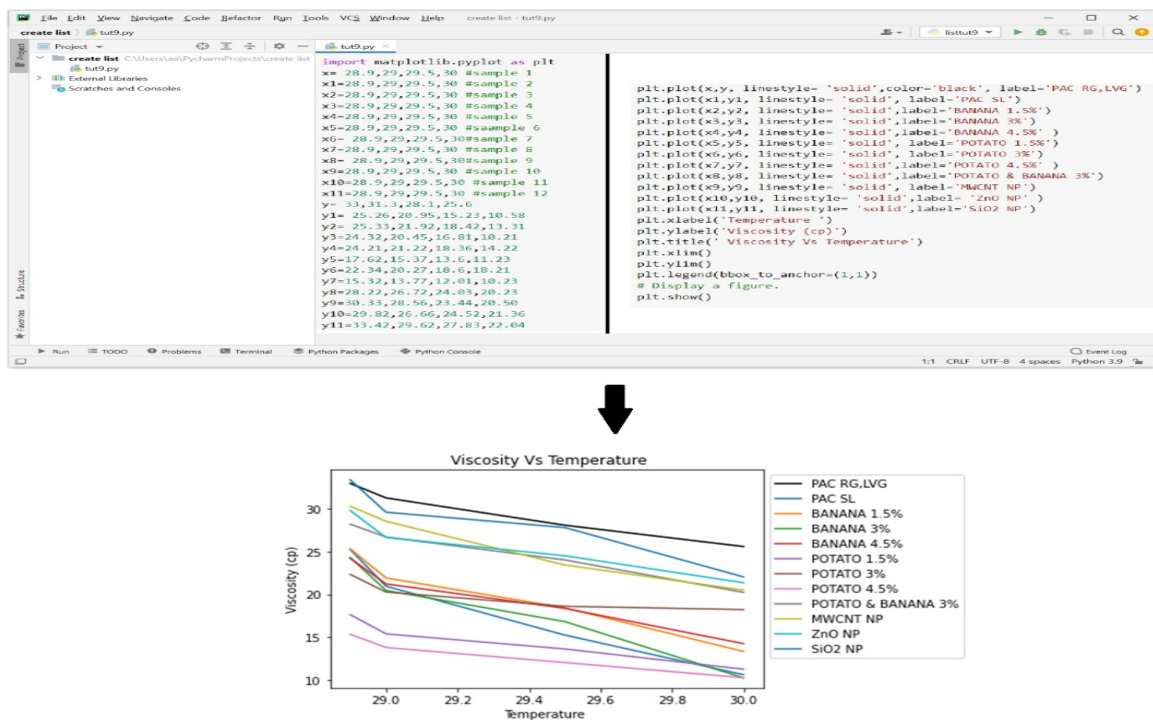 File Edit View Navigate Code Refactor Run Tools VCS Window Help create list - tut9.py
create list tut9.py
listtut9
Project
tut9.py
create list C:\Users\usa\PycharmProjects\create list
tut9.py
External Libraries
Scratches and Consoles
Project
Structure
Favorites
import matplotlib.pyplot as plt
x= 28.9,29,29.5,30 #sample 1
x1=28.9,29,29.5,30 #sample 2
x2= 28.9,29,29.5,30 #sample 3
x3=28.9,29,29.5,30 #sample 4
x4=28.9,29,29.5,30 #sample 5
x5=28.9,29,29.5,30 #saample 6
x6= 28.9,29,29.5,30#sample 7
x7=28.9,29,29.5,30 #sample 8
x8= 28.9,29,29.5,30 #sample 9
x9=28.9,29,29.5,30 #sample 10
x10=28.9,29,29.5,30 #sample 11
x11=28.9,29,29.5,30 #sample 12
y= 33,31.3,28.1,25.6
y1= 25.26,20.95,15.23,10.58
y2= 25.33,21.92,18.42,13.31
y3=24.32,20.45,16.81,10.21
y4=24.21,21.22,18.36,14.22
y5=17.62,15.37,13.6,11.23
y6=22.34,20.27,18.6,18.21
y7=15.32,13.77,12.01,10.23
y8=28.22,26.72,24.03,20.23
y9=30.33,28.56,23.44,20.50
y10=29.82,26.66,24.52,21.36
y11=33.42,29.62,27.83,22.04
plt.plot(x,y, linestyle= 'solid',color='black', label='PAC RG,LVG')
plt.plot(x1,y1, linestyle= 'solid', label='PAC SL')
plt.plot(x2,y2, linestyle= 'solid',label='BANANA 1.5%')
plt.plot(x3,y3, linestyle= 'solid',label='BANANA 3%')
plt.plot(x4,y4, linestyle= 'solid',label='BANANA 4.5%' )
plt.plot(x5,y5, linestyle= 'solid',label='POTATO 1.5%')
plt.plot(x6,y6, linestyle= 'solid',label='POTATO 3%')
plt.plot(x7,y7, linestyle= 'solid',label='POTATO 4.5%' )
plt.plot(x8,y8, linestyle= 'solid',label='POTATO & BANANA 3%')
plt.plot(x9,y9, linestyle= 'solid', label='MWCNT NP')
plt.plot(x10,y10, linestyle= 'solid',label= 'ZnO NP' )
plt.plot(x11,y11, linestyle= 'solid',label='SiO2 NP')
plt.xlabel('Temperature ')
plt.ylabel('Viscosity (cp)')
plt.title(' Viscosity Vs Temperature')
plt.xlim()
plt.ylim()
plt.legend(bbox_to_anchor=(1,1))
# Display a figure.
plt.show()
Run TODO Problems Terminal Python Packages Python Console Event Log
1:1 CRLF UTF-8 4 spaces Python 3.9
Viscosity Vs Temperature
Viscosity (cp)
30
25
20
15
10
29.0 29.2 29.4 29.6 29.8 30.0
Temperature
PAC RG,LVG
PAC SL
BANANA 1.5%
BANANA 3%
BANANA 4.5%
POTATO 1.5%
POTATO 3%
POTATO 4.5%
POTATO & BANANA 3%
MWCNT NP
ZnO NP
SiO2 NP